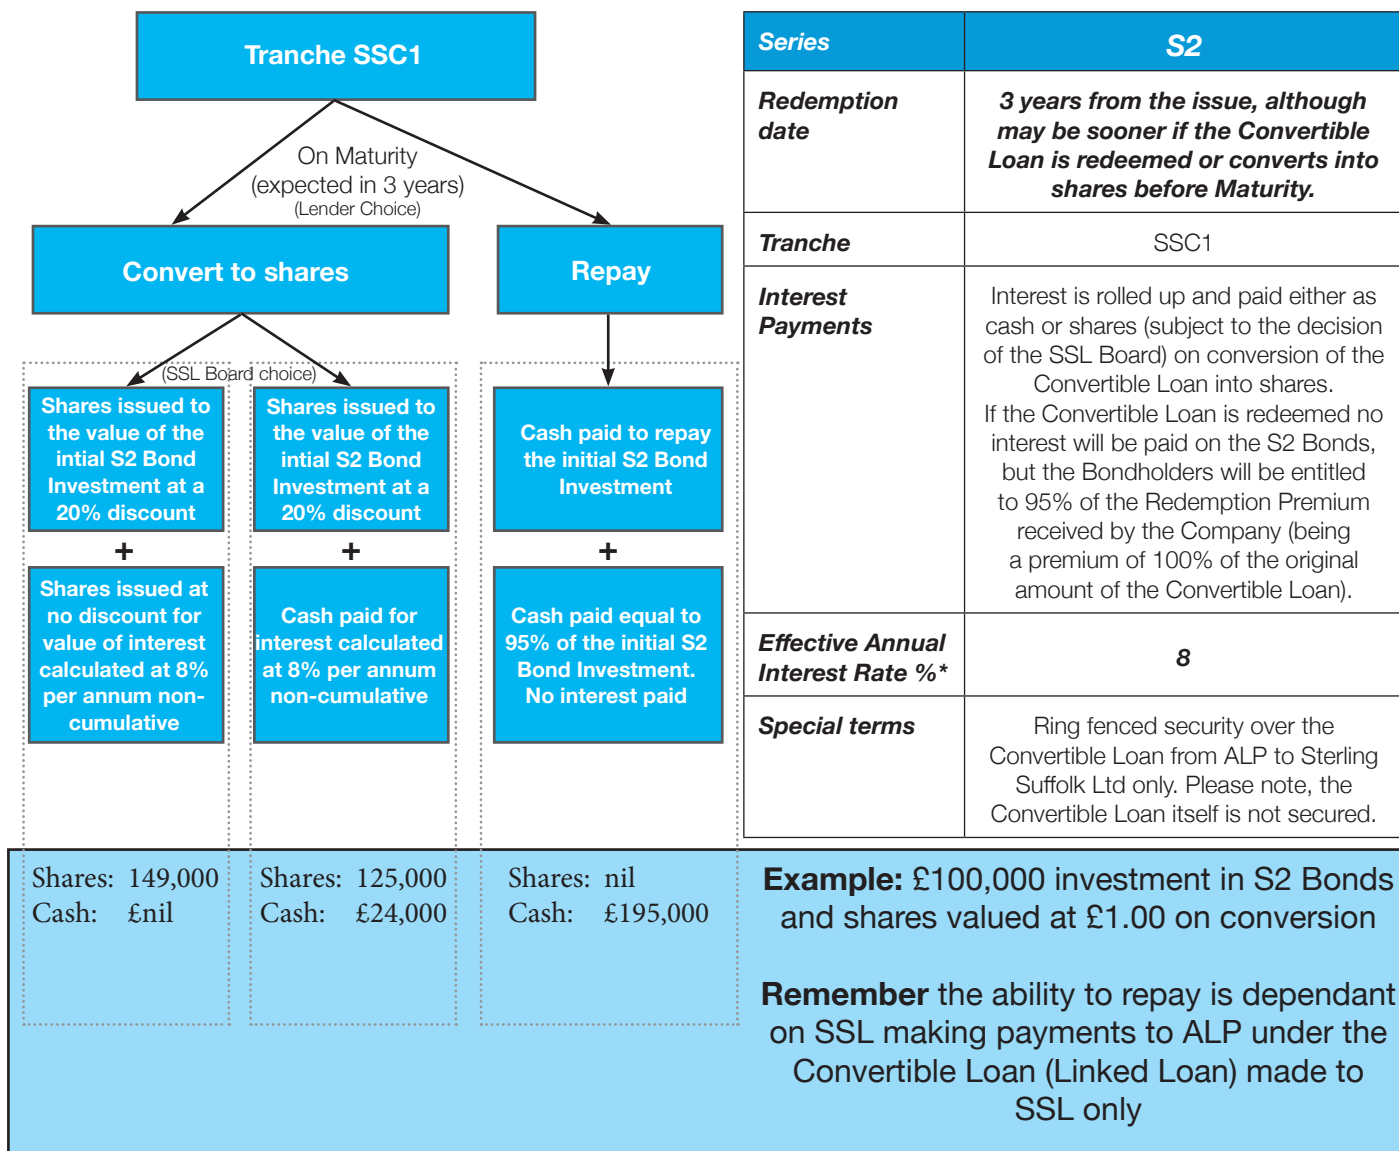 Tranche SSC1
On Maturity
(expected in 3 years)
(Lender Choice)
Convert to shares
Repay
(SSL Board choice)
Shares issued to
the value of the
intial S2 Bond
Investment at a
20% discount
+
Shares issued at
no discount for
value of interest
calculated at 8%
per annum non-
cumulative
Shares issued to
the value of the
intial S2 Bond
Investment at a
20% discount
+
Cash paid for
interest calculated
at 8% per annum
non-cumulative
Cash paid to repay
the initial S2 Bond
Investment
+
Cash paid equal to
95% of the initial S2
Bond Investment.
No interest paid
Series S2
Redemption
date
3 years from the issue, although
may be sooner if the Convertible
Loan is redeemed or converts into
shares before Maturity.
Tranche SSC1
Interest
Payments
Interest is rolled up and paid either as
cash or shares (subject to the decision
of the SSL Board) on conversion of the
Convertible Loan into shares.
If the Convertible Loan is redeemed no
interest will be paid on the S2 Bonds,
but the Bondholders will be entitled
to 95% of the Redemption Premium
received by the Company (being
a premium of 100% of the original
amount of the Convertible Loan).
Effective Annual
Interest Rate %*
8
Special terms
Ring fenced security over the
Convertible Loan from ALP to Sterling
Suffolk Ltd only. Please note, the
Convertible Loan itself is not secured.
Shares: 149,000
Cash: £nil
Shares: 125,000
Cash: £24,000
Shares: nil
Cash: £195,000
Example: £100,000 investment in S2 Bonds
and shares valued at £1.00 on conversion
Remember the ability to repay is dependant
on SSL making payments to ALP under the
Convertible Loan (Linked Loan) made to
SSL only